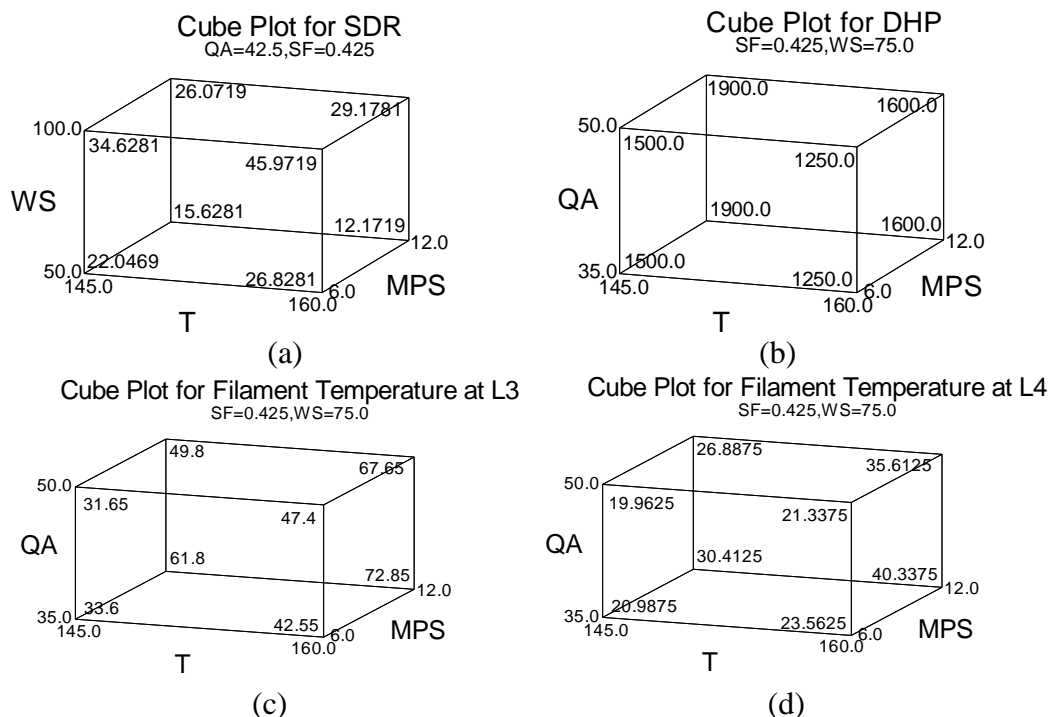 Cube Plot for SDR
QA=42.5,SF=0.425
26.0719
29.1781
100.0
34.6281
45.9719
WS
15.6281
12.1719
12.0
50.0
22.0469
26.8281
145.0
160.0
6.0
MPS
T
(a)
Cube Plot for DHP
SF=0.425,WS=75.0
1900.0
1600.0
50.0
1500.0
1250.0
QA
1900.0
1600.0
12.0
35.0
1500.0
1250.0
145.0
160.0
6.0
MPS
T
(b)
Cube Plot for Filament Temperature at L3
SF=0.425,WS=75.0
49.8
67.65
50.0
31.65
47.4
QA
61.8
72.85
12.0
35.0
33.6
42.55
145.0
160.0
6.0
MPS
T
(c)
Cube Plot for Filament Temperature at L4
SF=0.425,WS=75.0
26.8875
35.6125
50.0
19.9625
21.3375
QA
30.4125
40.3375
12.0
35.0
20.9875
23.5625
145.0
160.0
6.0
MPS
T
(d)